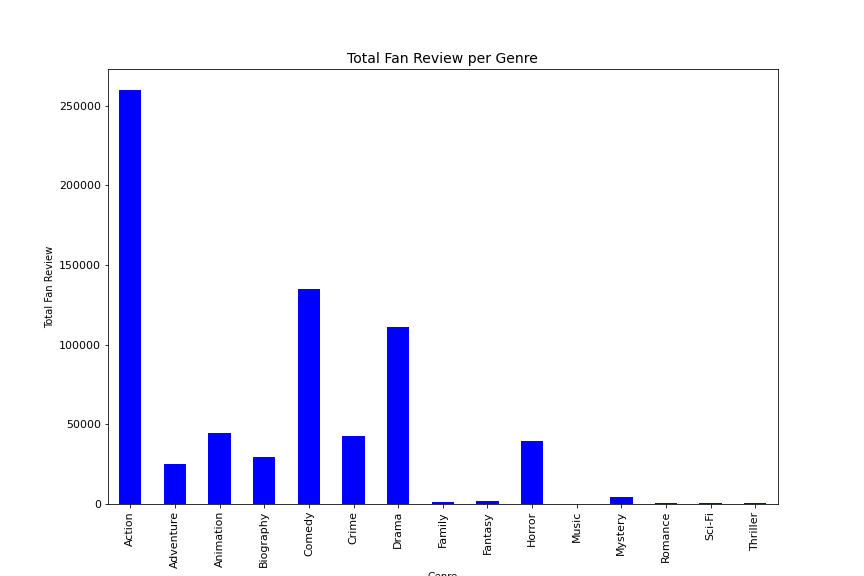 Total Fan Review per Genre
250000
200000
150000
100000
50000
0
Total Fan Review
Action
Adventure
Animation
Biography
Comedy
Crime
Drama
Family
Fantasy
Horror
Music
Mystery
Romance
Sci-Fi
Thriller
Genre